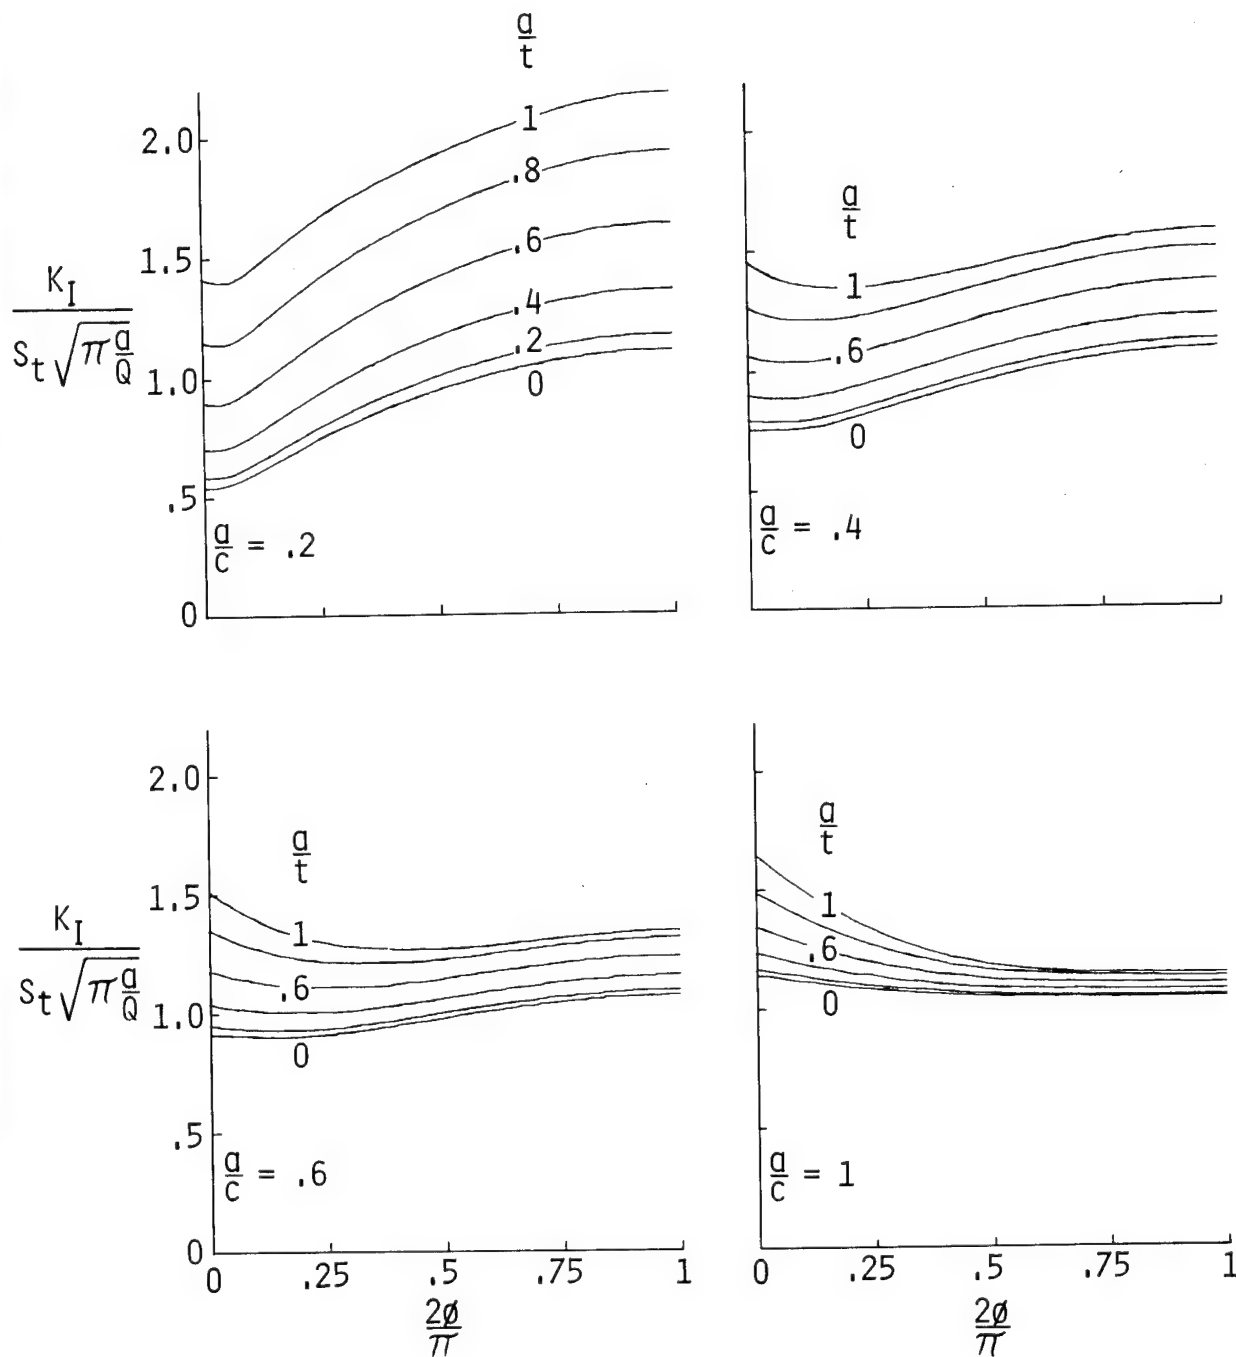 a/t
1
.8
.6
.4
.2
0
2.0
1.5
1.0
.5
0
K_I / S_t √(π a/Q)
a/c = .2
a/t
1
.6
0
a/c = .4
2.0
1.5
1.0
.5
0
K_I / S_t √(π a/Q)
a/t
1
.6
0
a/c = .6
0 .25 .5 .75 1
2ø/π
a/t
1
.6
0
a/c = 1
0 .25 .5 .75 1
2ø/π